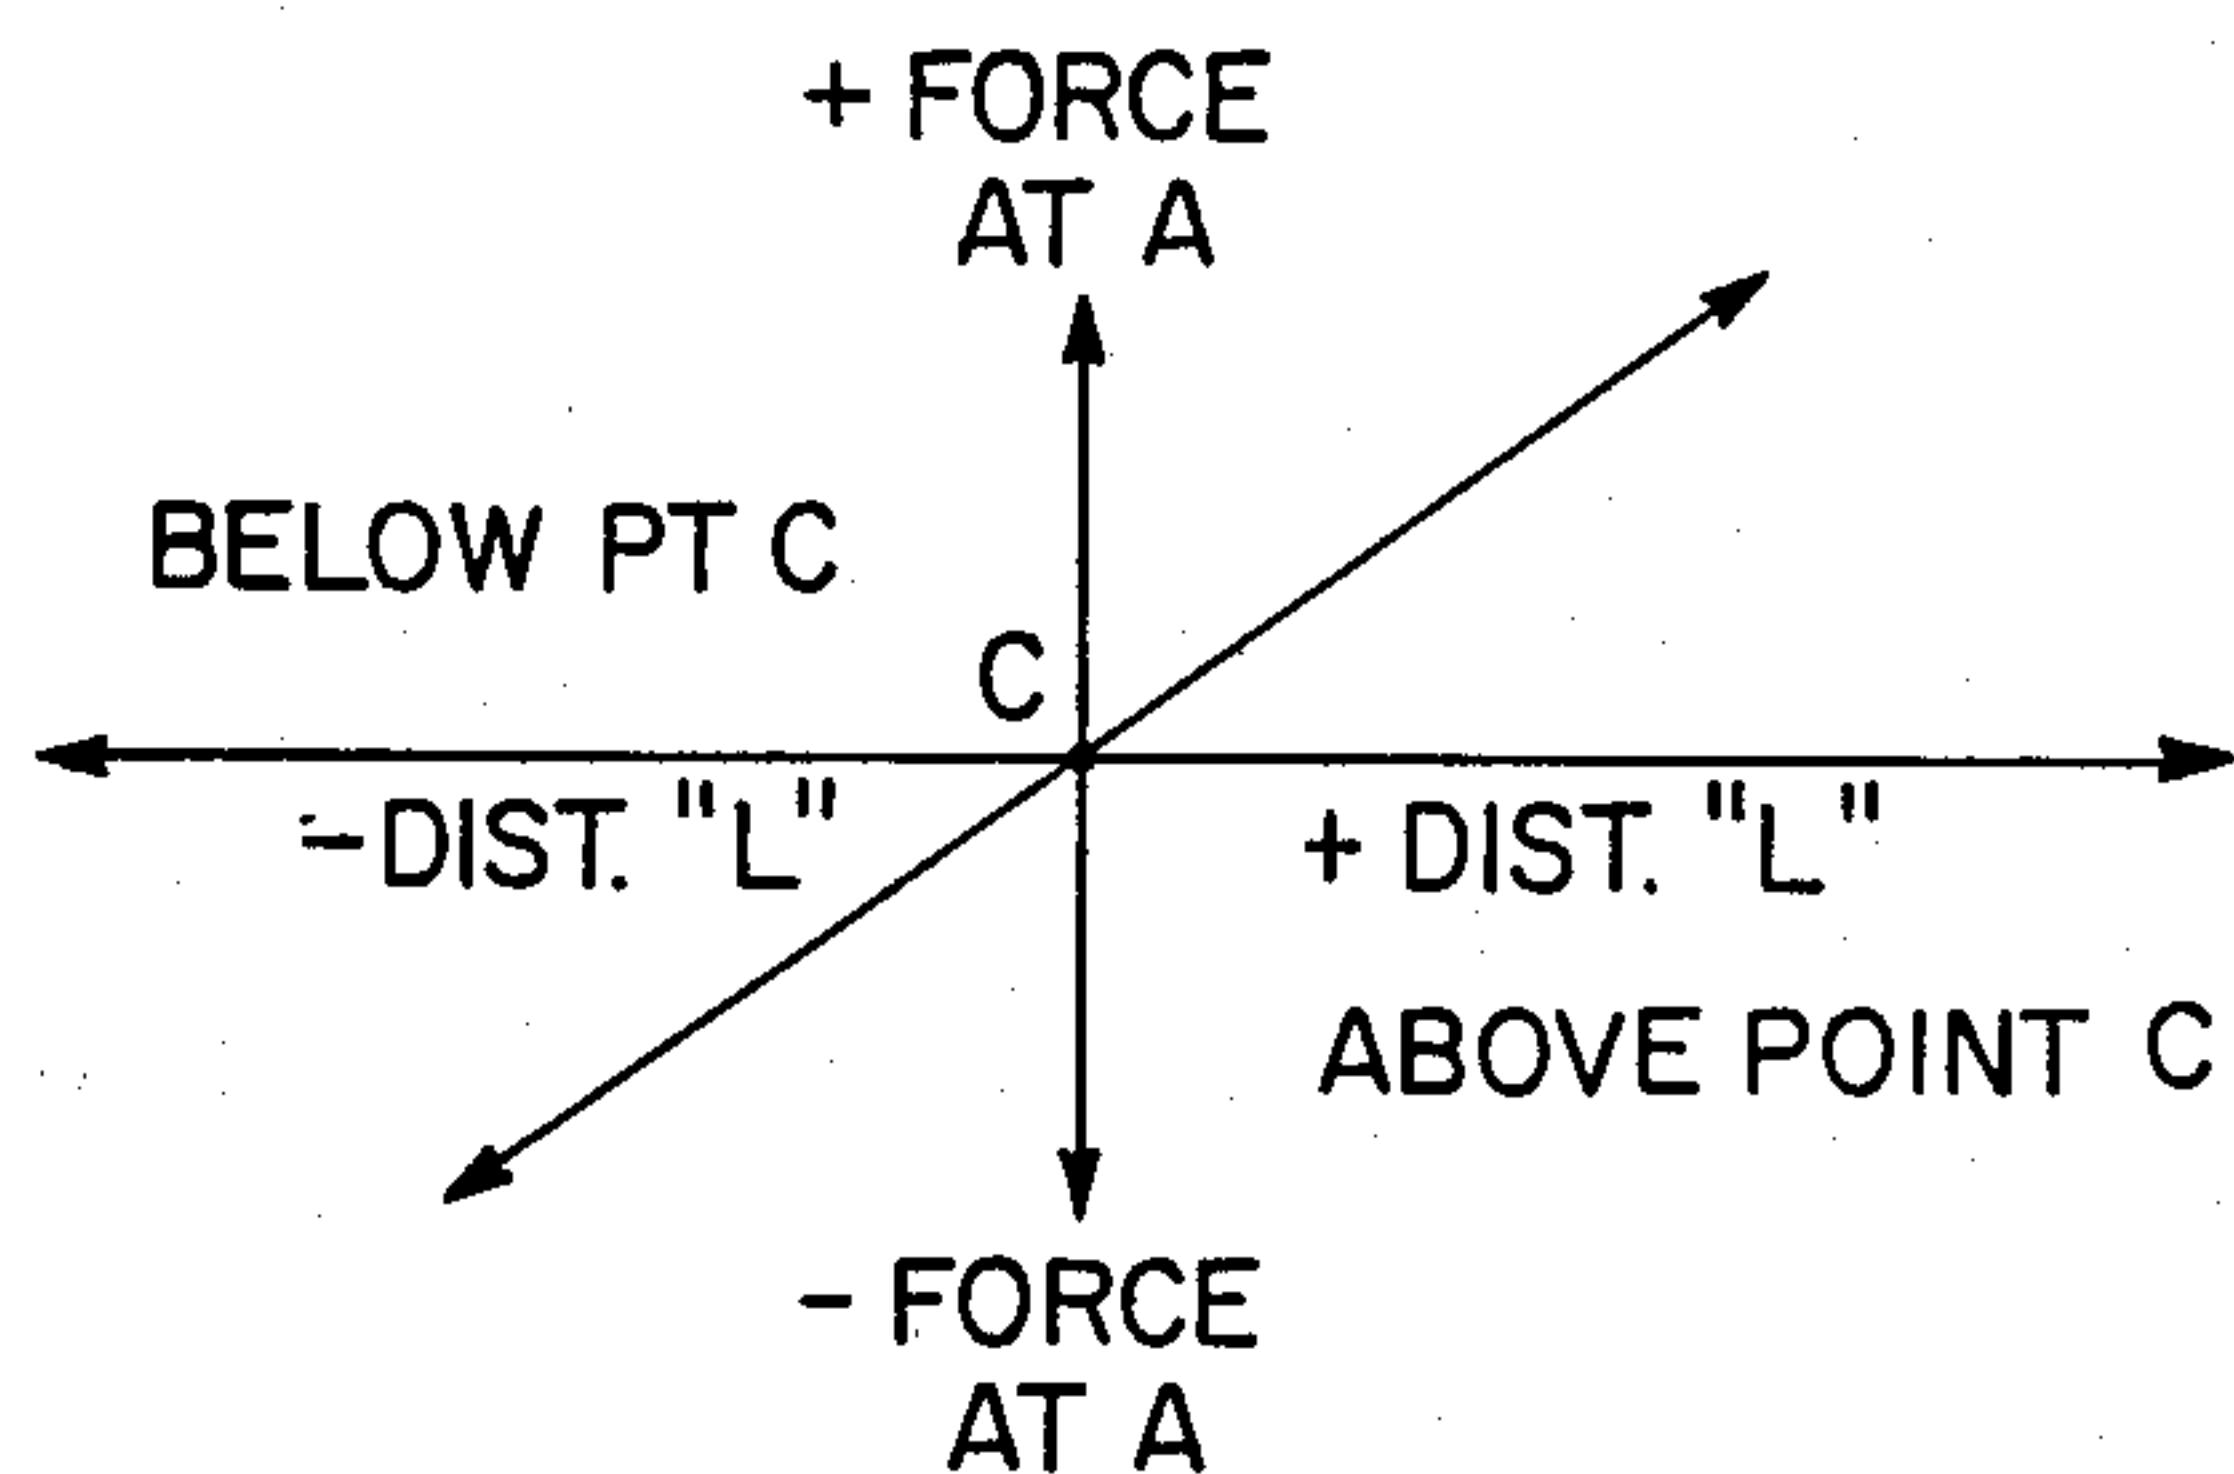 + FORCE
AT A
BELOW PT C
C
- DIST. "L"
+ DIST. "L"
ABOVE POINT C
- FORCE
AT A